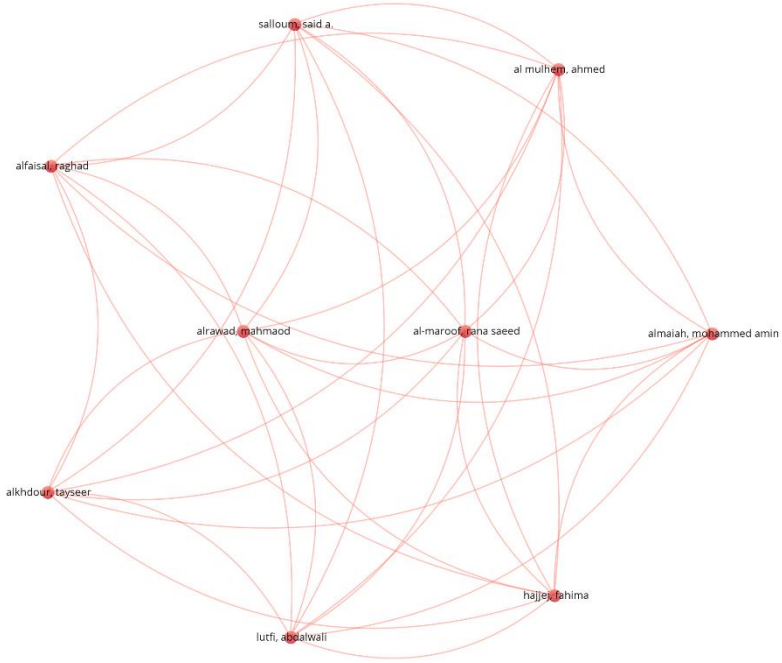 salloum, said a.
al mulhem, ahmed
alfaisal, raghad
alrawad, mahmaod
al-maroof, rana saeed
almaiah, mohammed amin
alkhdour, tayseer
hajjej, fahima
lutfi, abdalwali